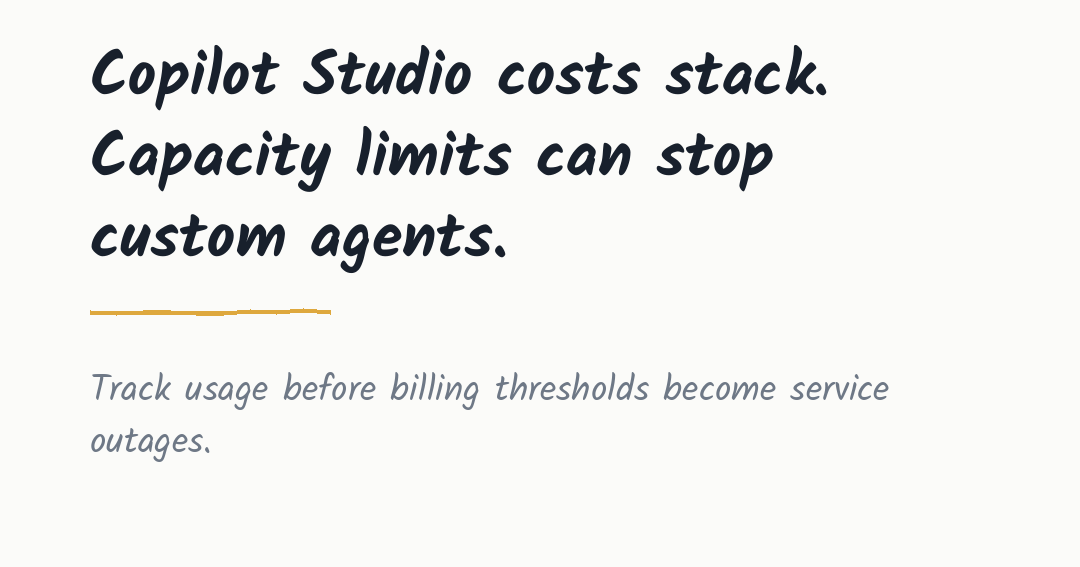 Copilot Studio costs stack.
Capacity limits can stop
custom agents.
Track usage before billing thresholds become service
outages.